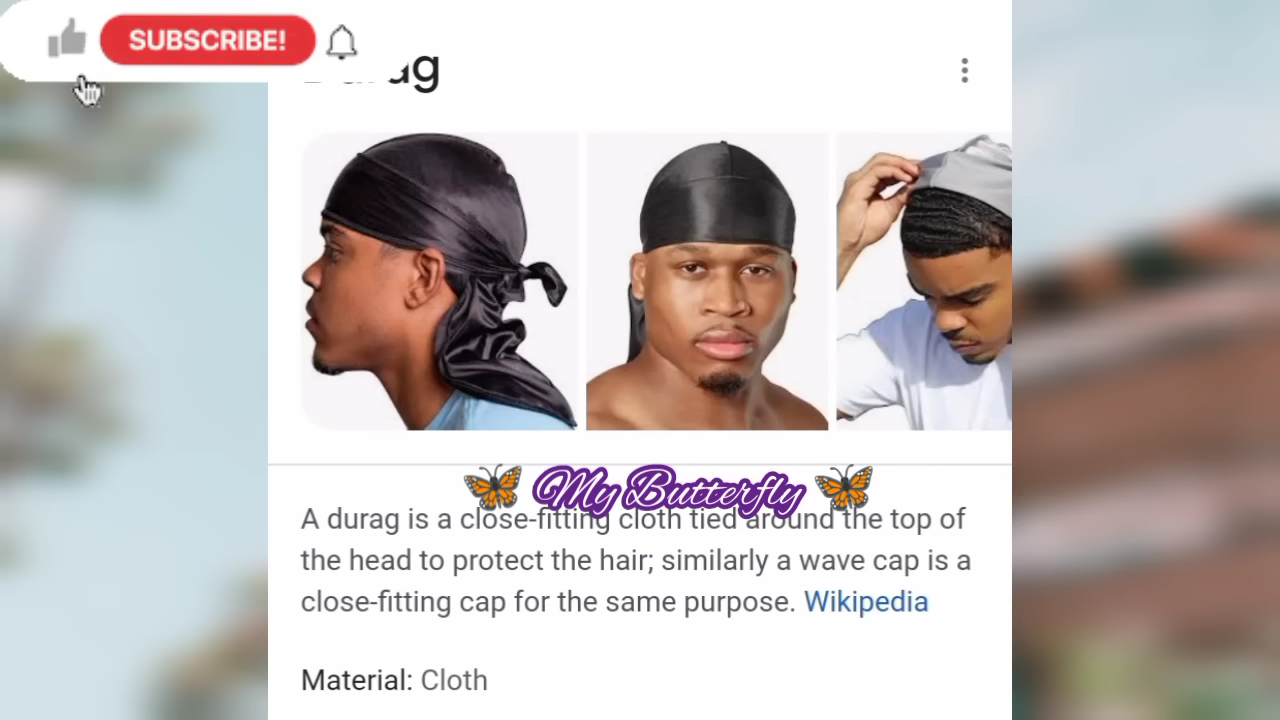 SUBSCRIBE!
My Butterfly
A durag is a close-fitting cloth tied around the top of
the head to protect the hair; similarly a wave cap is a
close-fitting cap for the same purpose. Wikipedia
Material: Cloth